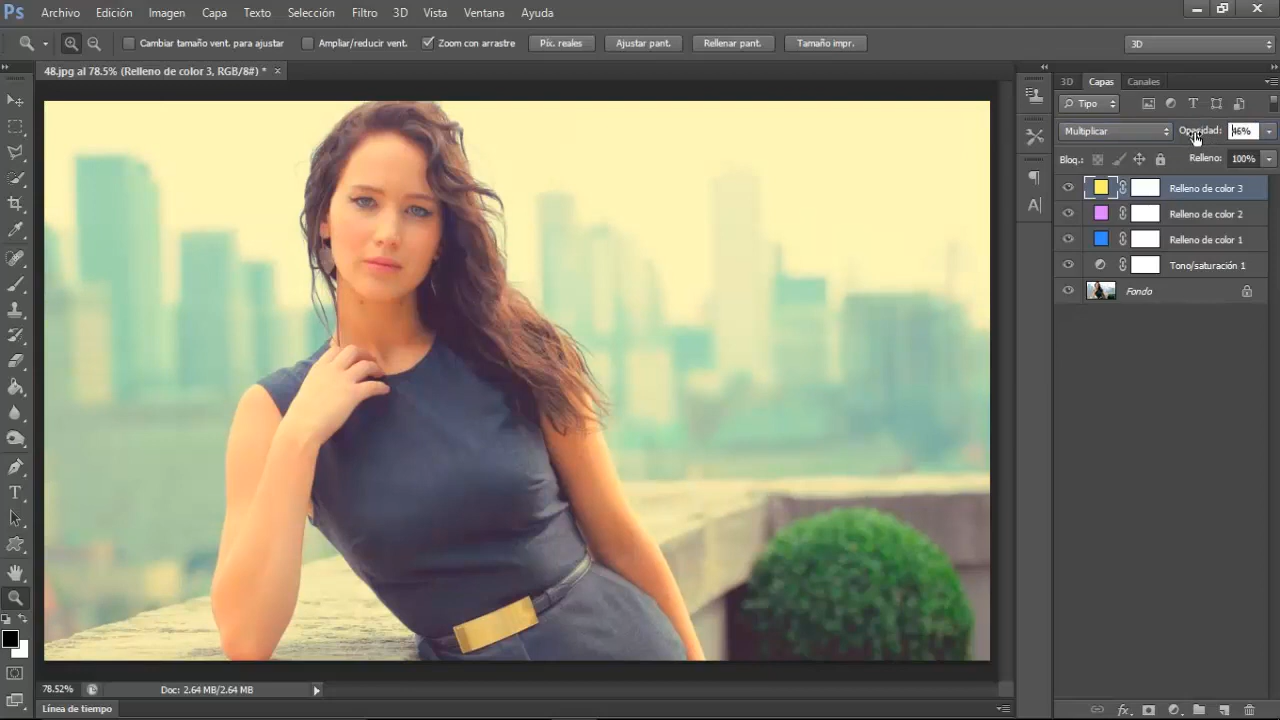 Ps Archivo Edición Imagen Capa Texto Selección Filtro 3D Vista Ventana Ayuda
Cambiar tamaño vent. para ajustar Ampliar/reducir vent. Zoom con arrastre Píx. reales Ajustar pant. Rellenar pant. Tamaño impr. 3D
48.jpg al 78.5% (Relleno de color 3, RGB/8#) *
3D Capas Canales
Tipo
Multiplicar Opacidad: 46%
Bloq.: Relleno: 100%
Relleno de color 3
Relleno de color 2
Relleno de color 1
Tono/saturación 1
Fondo
78.52% Doc: 2.64 MB/2.64 MB
Línea de tiempo